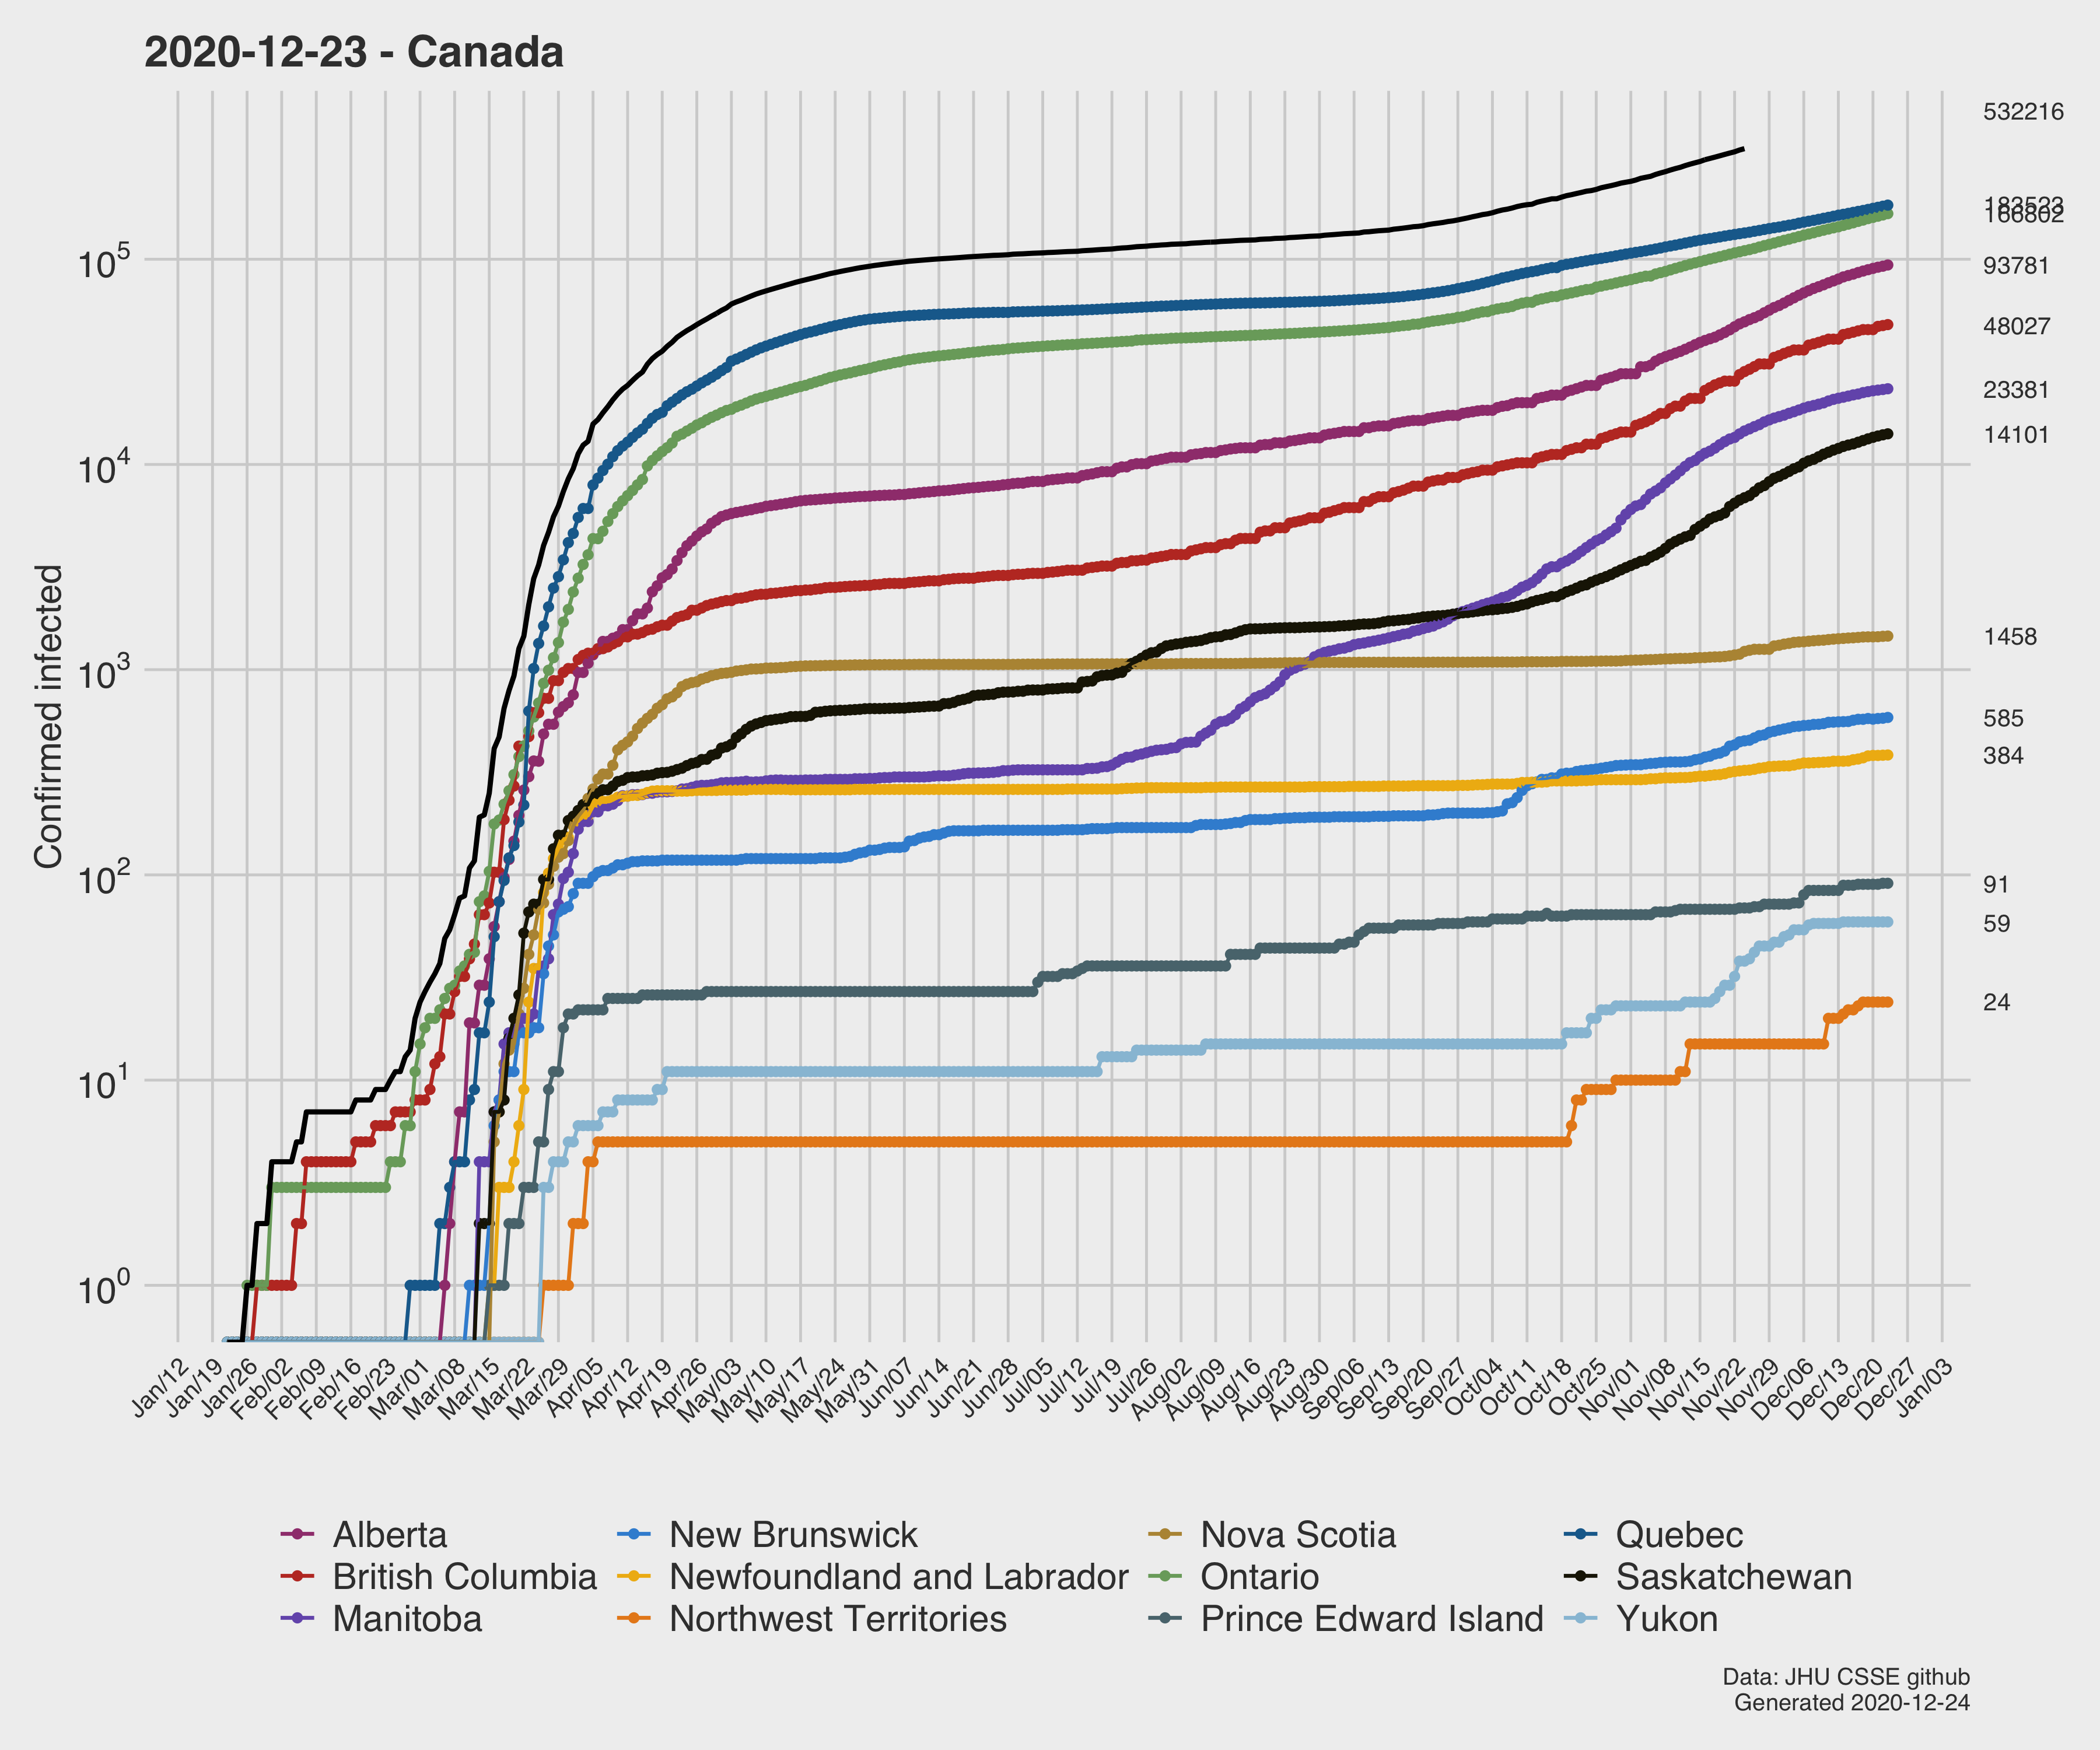 2020-12-23 - Canada
532216
93781
48027
23381
14101
1458
585
384
91
59
24
10^5
10^4
10^3
10^2
10^1
10^0
Confirmed infected
Jan/12
Jan/19
Jan/26
Feb/02
Feb/09
Feb/16
Feb/23
Mar/01
Mar/08
Mar/15
Mar/22
Mar/29
Apr/05
Apr/12
Apr/19
Apr/26
May/03
May/10
May/17
May/24
May/31
Jun/07
Jun/14
Jun/21
Jun/28
Jul/05
Jul/12
Jul/19
Jul/26
Aug/02
Aug/09
Aug/16
Aug/23
Aug/30
Sep/06
Sep/13
Sep/20
Sep/27
Oct/04
Oct/11
Oct/18
Oct/25
Nov/01
Nov/08
Nov/15
Nov/22
Nov/29
Dec/06
Dec/13
Dec/20
Dec/27
Jan/03
Alberta
British Columbia
Manitoba
New Brunswick
Newfoundland and Labrador
Northwest Territories
Nova Scotia
Ontario
Prince Edward Island
Quebec
Saskatchewan
Yukon
Data: JHU CSSE github
Generated 2020-12-24